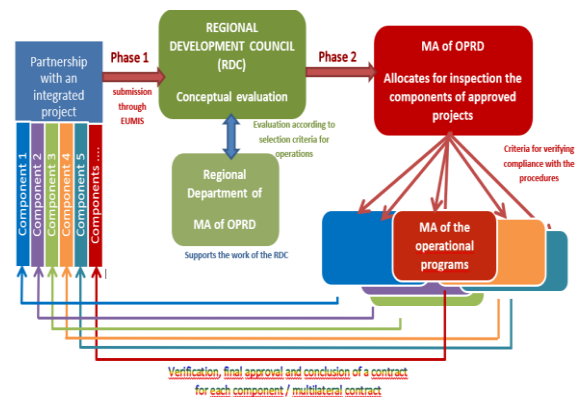 Partnership
with an
integrated
project
Component 1
Component 2
Component 3
Component 4
Component 5
Components ....
Phase 1
submission
through
EUMIS
REGIONAL
DEVELOPMENT COUNCIL
(RDC)
Conceptual evaluation
Evaluation according to
selection criteria for
operations
Regional
Department of
MA of OPRD
Supports the work of the RDC
Phase 2
MA of OPRD
Allocates for inspection the
components of approved
projects
Criteria for verifying
compliance with the
procedures
MA of the
operational
programs
Verification, final approval and conclusion of a contract
for each component / multilateral contract